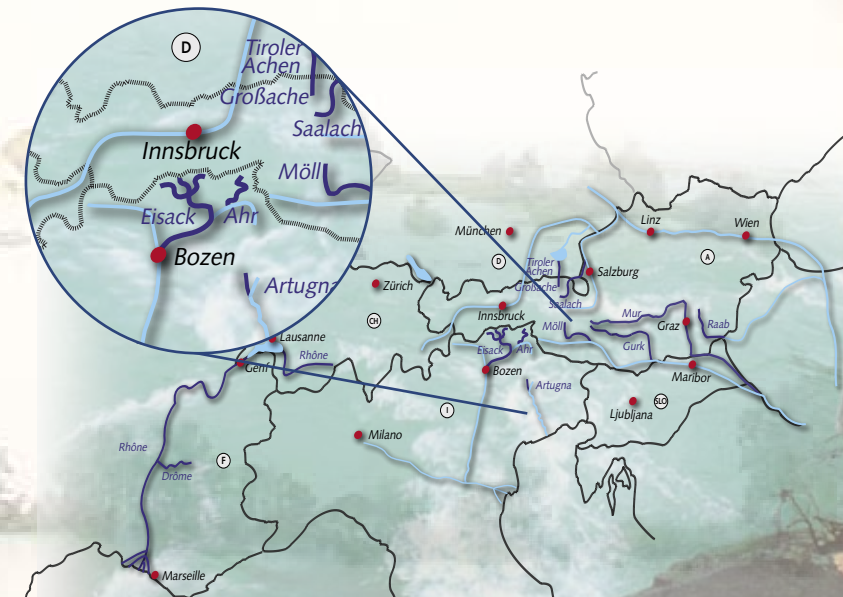 D
Tiroler
Achen
Großache
Saalach
Innsbruck
Möll
Eisack
Ahr
Bozen
Artugna
Linz
Wien
München
D
Tiroler
Achen
Großache
Saalach
Salzburg
A
Zürich
Innsbruck
CH
Möll
Mur
Graz
Raab
Gurk
Lausanne
Genf
Rhône
Eisack
Ahr
Bozen
Maribor
Artugna
I
Ljubljana
SLO
Milano
Rhône
F
Drôme
Marseille